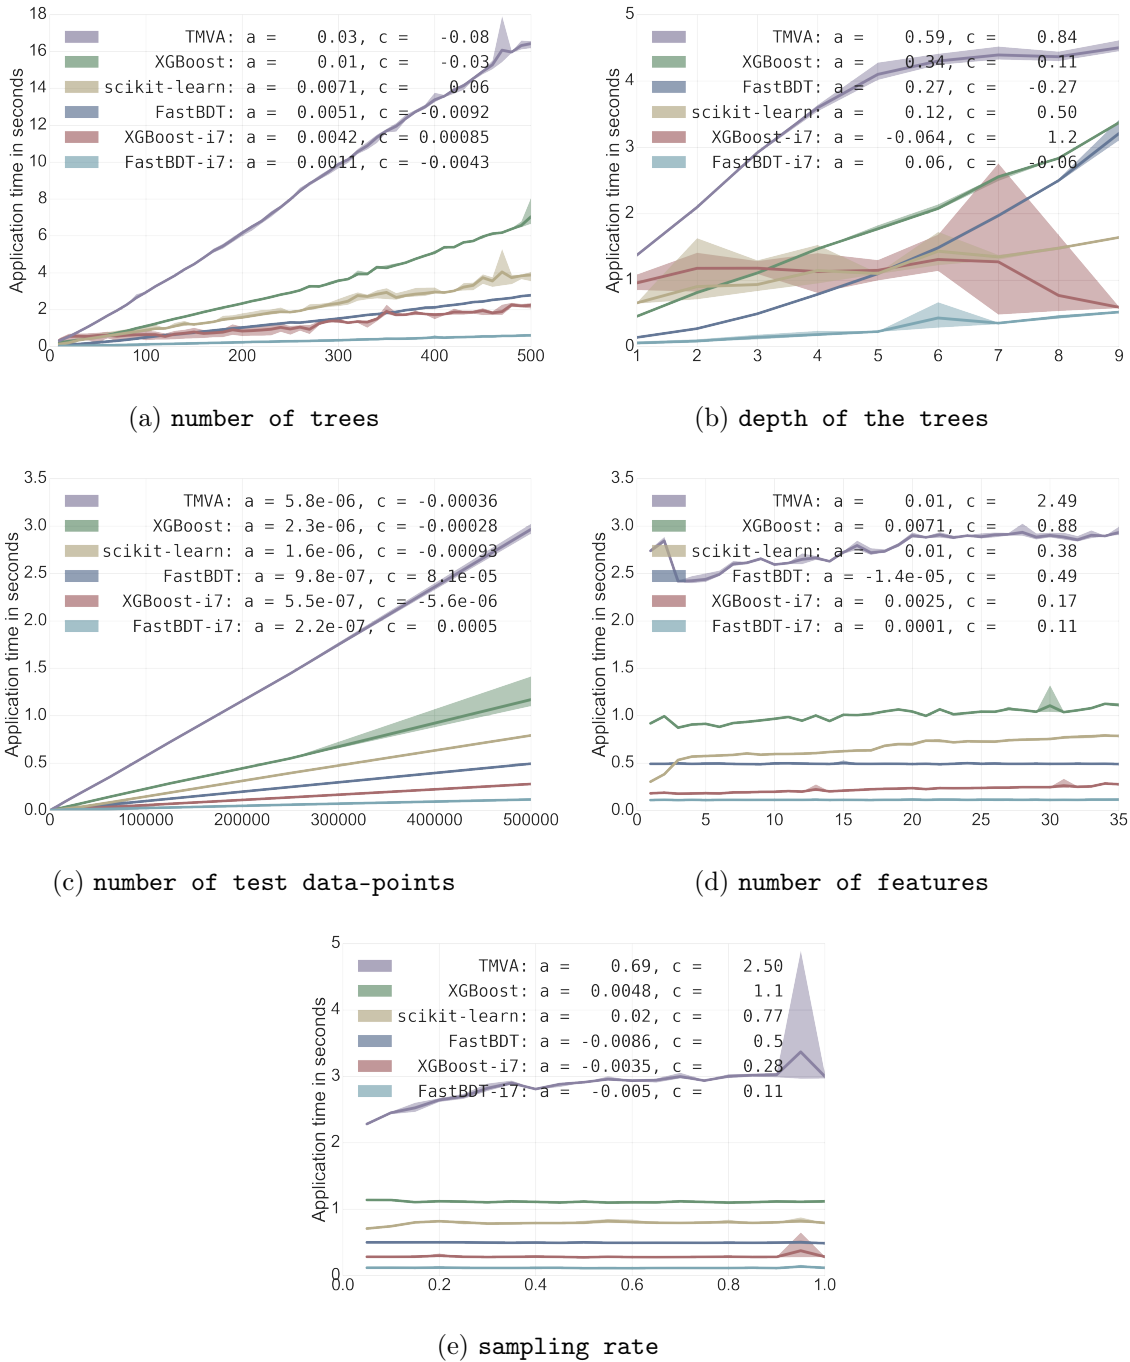 18
16
14
12
10
8
6
4
2
0
Application time in seconds
TMVA: a = 0.03, c = -0.08
XGBoost: a = 0.01, c = -0.03
scikit-learn: a = 0.0071, c = 0.06
FastBDT: a = 0.0051, c = -0.0092
XGBoost-i7: a = 0.0042, c = 0.00085
FastBDT-i7: a = 0.0011, c = -0.0043
0 100 200 300 400 500
(a) number of trees
5
4
3
2
1
0
Application time in seconds
TMVA: a = 0.59, c = 0.84
XGBoost: a = 0.34, c = 0.11
FastBDT: a = 0.27, c = -0.27
scikit-learn: a = 0.12, c = 0.50
XGBoost-i7: a = -0.064, c = 1.2
FastBDT-i7: a = 0.06, c = -0.06
1 2 3 4 5 6 7 8 9
(b) depth of the trees
3.5
3.0
2.5
2.0
1.5
1.0
0.5
0.0
Application time in seconds
TMVA: a = 5.8e-06, c = -0.00036
XGBoost: a = 2.3e-06, c = -0.00028
scikit-learn: a = 1.6e-06, c = -0.00093
FastBDT: a = 9.8e-07, c = 8.1e-05
XGBoost-i7: a = 5.5e-07, c = -5.6e-06
FastBDT-i7: a = 2.2e-07, c = 0.0005
0 100000 200000 300000 400000 500000
(c) number of test data-points
3.5
3.0
2.5
2.0
1.5
1.0
0.5
0.0
Application time in seconds
TMVA: a = 0.01, c = 2.49
XGBoost: a = 0.0071, c = 0.88
scikit-learn: a = 0.01, c = 0.38
FastBDT: a = -1.4e-05, c = 0.49
XGBoost-i7: a = 0.0025, c = 0.17
FastBDT-i7: a = 0.0001, c = 0.11
0 5 10 15 20 25 30 35
(d) number of features
5
4
3
2
1
0
Application time in seconds
TMVA: a = 0.69, c = 2.50
XGBoost: a = 0.0048, c = 1.1
scikit-learn: a = 0.02, c = 0.77
FastBDT: a = -0.0086, c = 0.5
XGBoost-i7: a = -0.0035, c = 0.28
FastBDT-i7: a = -0.005, c = 0.11
0.0 0.2 0.4 0.6 0.8 1.0
(e) sampling rate